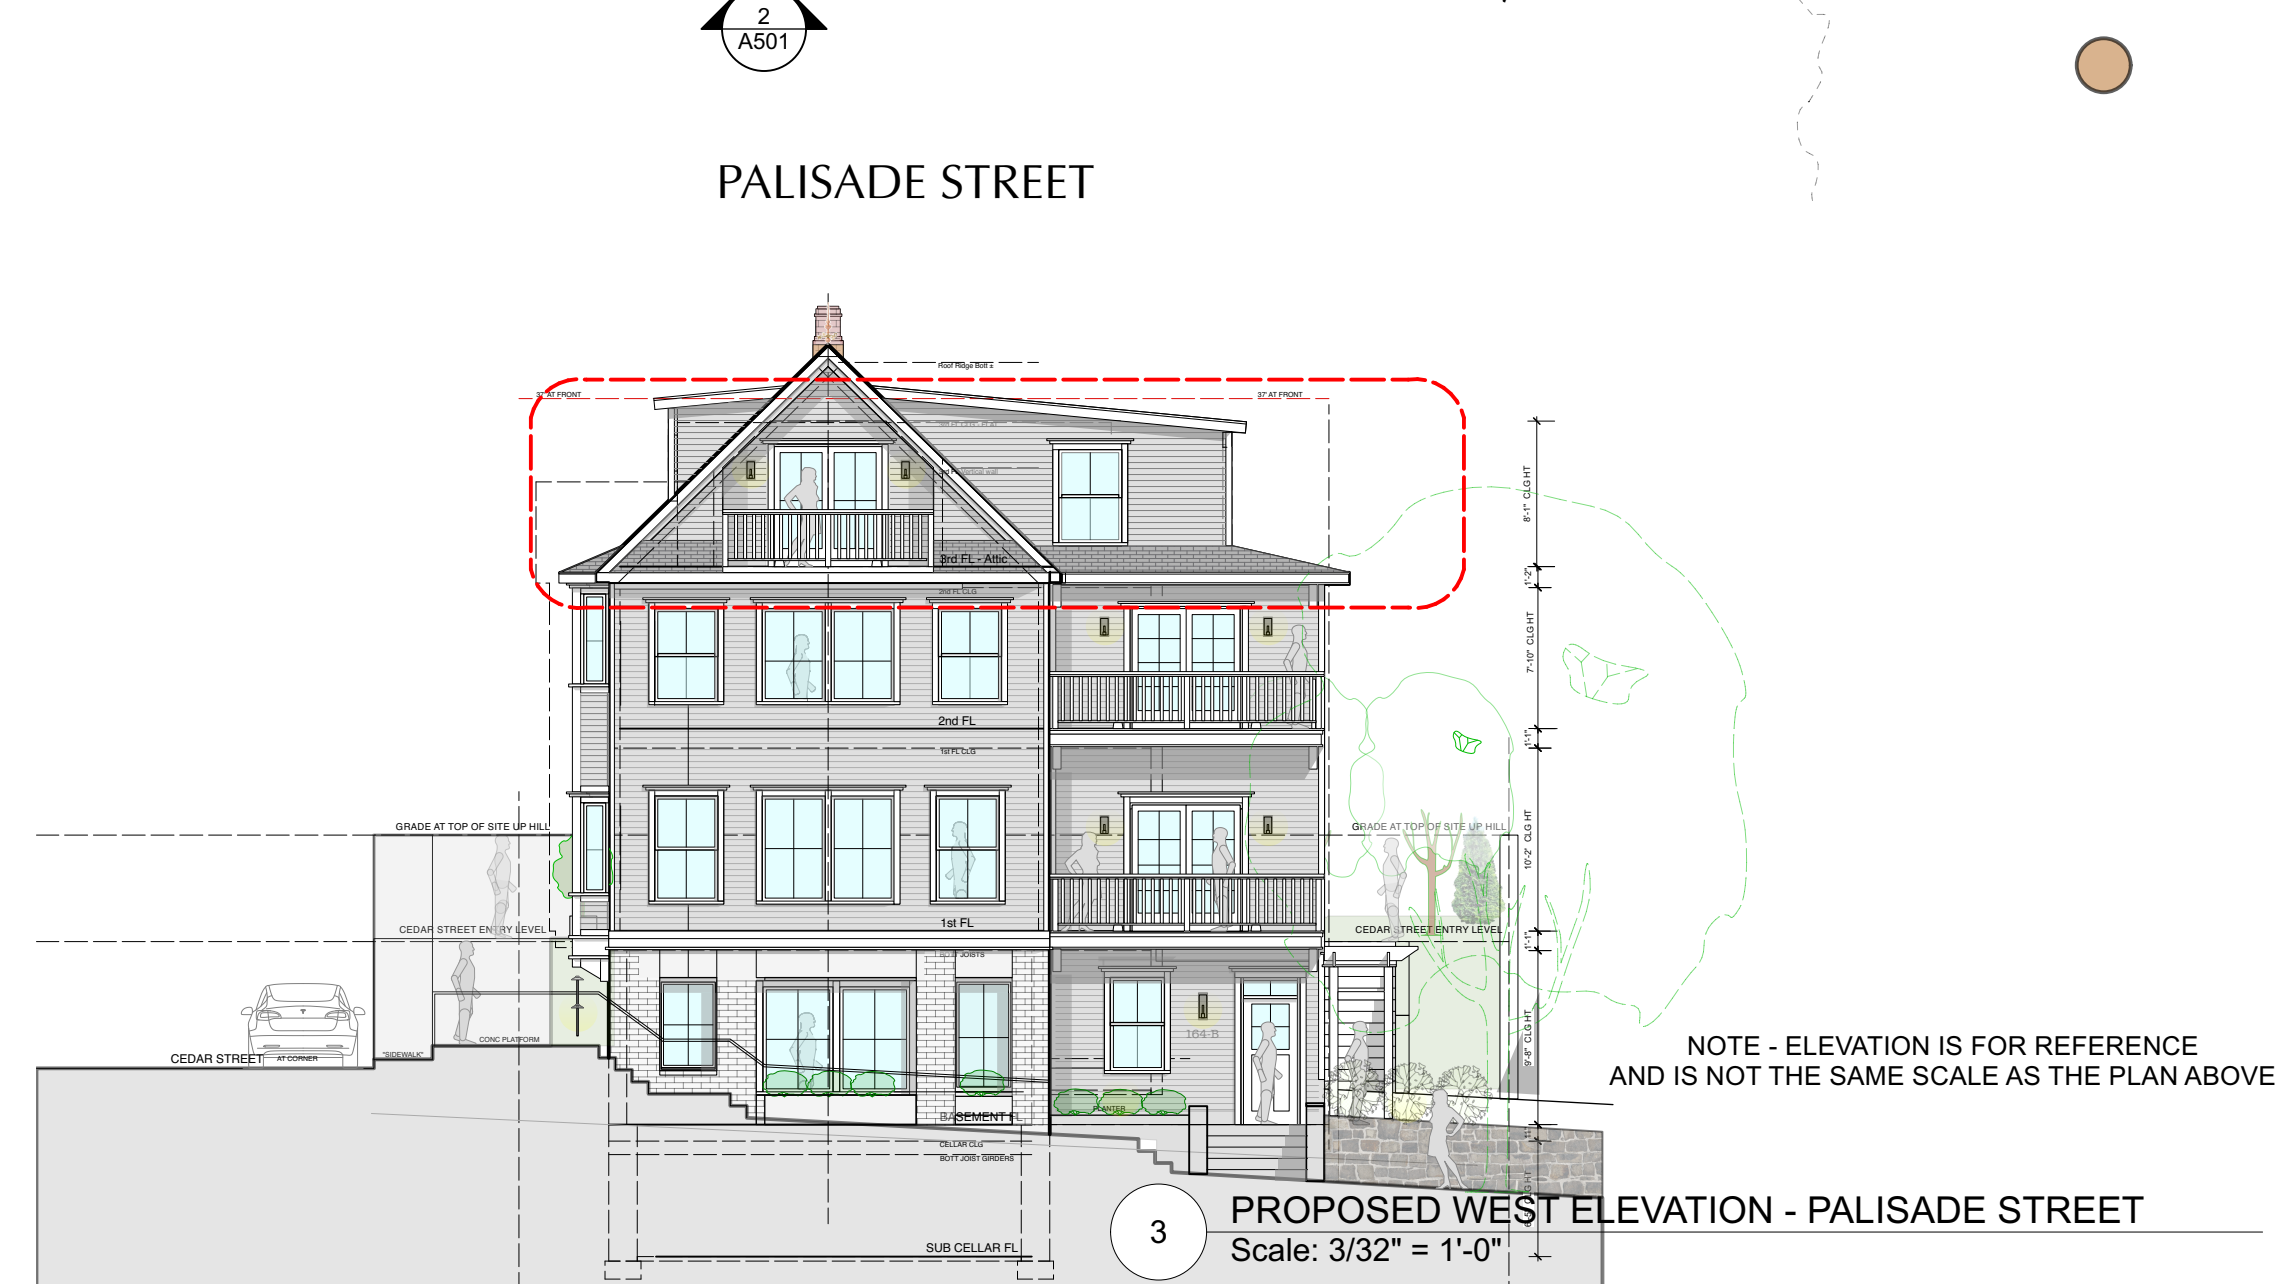 2
A501
PALISADE STREET
Roof Ridge Bott ±
37' AT FRONT
37' AT FRONT
8'-1" CLG HT
3rd FL - Attic
1'-2"
2nd FL CLG
7'-10" CLG HT
2nd FL
1'-1"
1st FL CLG
GRADE AT TOP OF SITE UP HILL
GRADE AT TOP OF SITE UP HILL
10'-2" CLG HT
1st FL
CEDAR STREET ENTRY LEVEL
CEDAR STREET ENTRY LEVEL
1'-1"
BOTT JOISTS
9'-8" CLG HT
164-B
CONC PLATFORM
"SIDEWALK"
CEDAR STREET
AT CORNER
NOTE - ELEVATION IS FOR REFERENCE
AND IS NOT THE SAME SCALE AS THE PLAN ABOVE
PLANTER
BASEMENT FL
CELLAR CLG
BOTT JOIST GIRDERS
3
PROPOSED WEST ELEVATION - PALISADE STREET
Scale: 3/32" = 1'-0"
SUB CELLAR FL